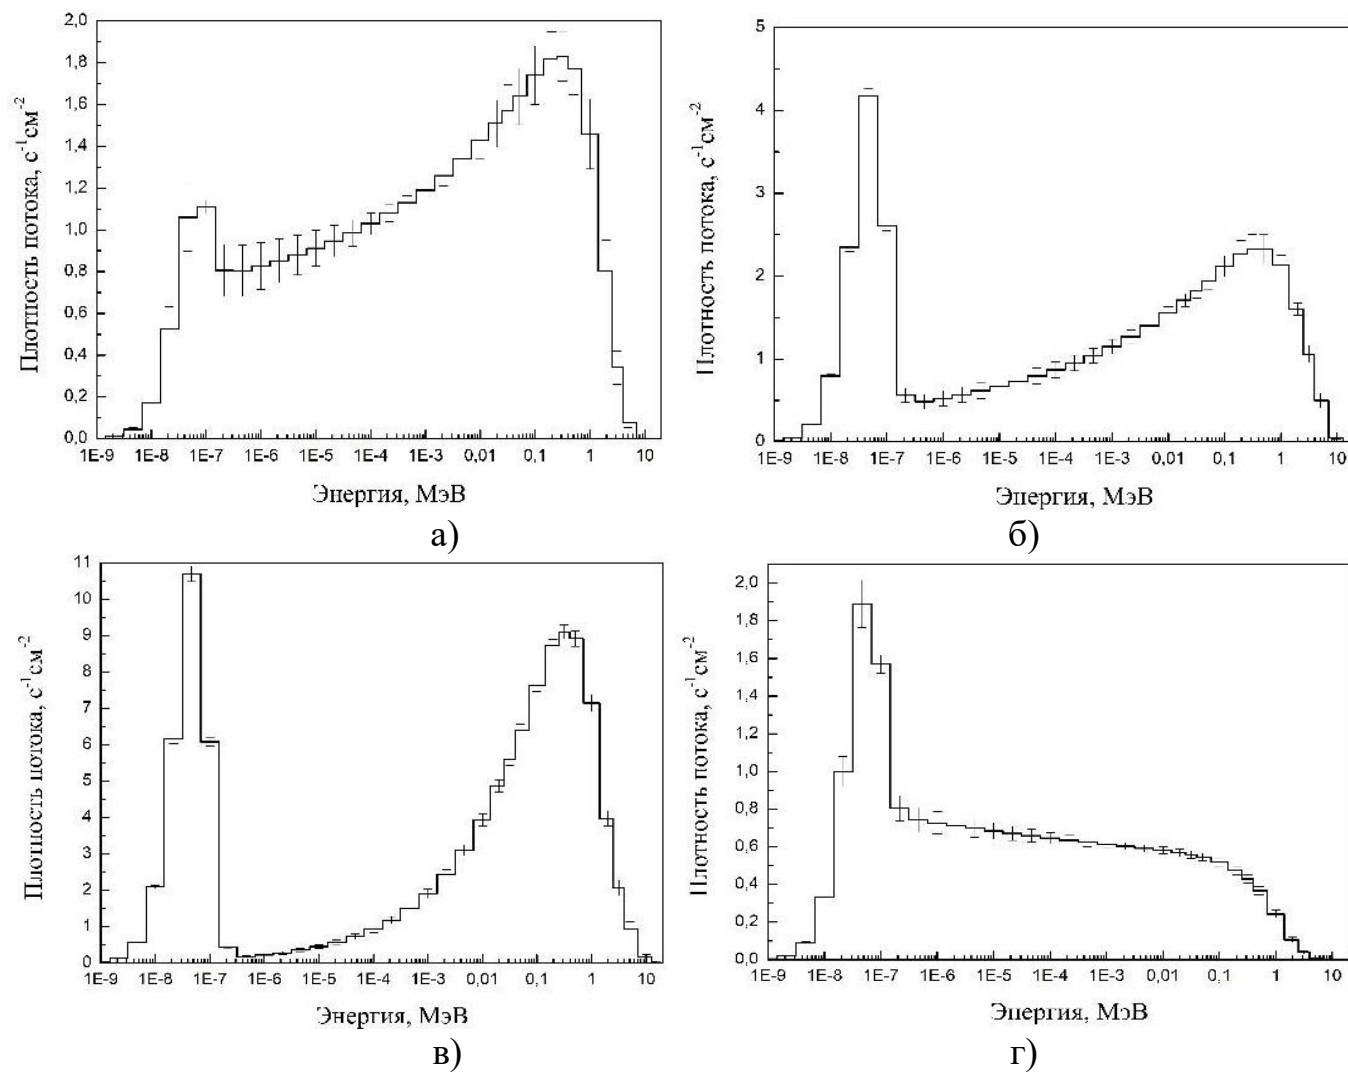 Плотность потока, с⁻¹см⁻²
2,0
1,8
1,6
1,4
1,2
1,0
0,8
0,6
0,4
0,2
0,0
1E-9 1E-8 1E-7 1E-6 1E-5 1E-4 1E-3 0,01 0,1 1 10
Энергия, МэВ
а)
Плотность потока, с⁻¹см⁻²
5
4
3
2
1
0
1E-9 1E-8 1E-7 1E-6 1E-5 1E-4 1E-3 0,01 0,1 1 10
Энергия, МэВ
б)
Плотность потока, с⁻¹см⁻²
11
10
9
8
7
6
5
4
3
2
1
0
1E-9 1E-8 1E-7 1E-6 1E-5 1E-4 1E-3 0,01 0,1 1 10
Энергия, МэВ
в)
Плотность потока, с⁻¹см⁻²
2,0
1,8
1,6
1,4
1,2
1,0
0,8
0,6
0,4
0,2
0,0
1E-9 1E-8 1E-7 1E-6 1E-5 1E-4 1E-3 0,01 0,1 1 10
Энергия, МэВ
г)